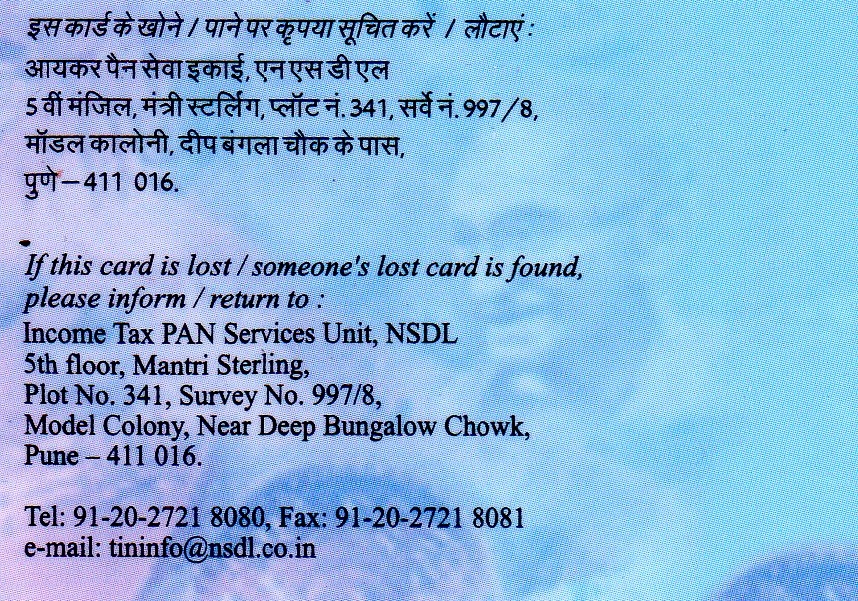 इस कार्ड के खोने / पाने पर कृपया सूचित करें / लौटाएं :
आयकर पैन सेवा इकाई, एन एस डी एल
5 वीं मंजिल, मंत्री स्टर्लिंग, प्लॉट नं. 341, सर्वे नं. 997/8,
मॉडल कालोनी, दीप बंगला चौक के पास,
पुणे – 411 016.
If this card is lost / someone's lost card is found,
please inform / return to :
Income Tax PAN Services Unit, NSDL
5th floor, Mantri Sterling,
Plot No. 341, Survey No. 997/8,
Model Colony, Near Deep Bungalow Chowk,
Pune – 411 016.
Tel: 91-20-2721 8080, Fax: 91-20-2721 8081
e-mail: tininfo@nsdl.co.in